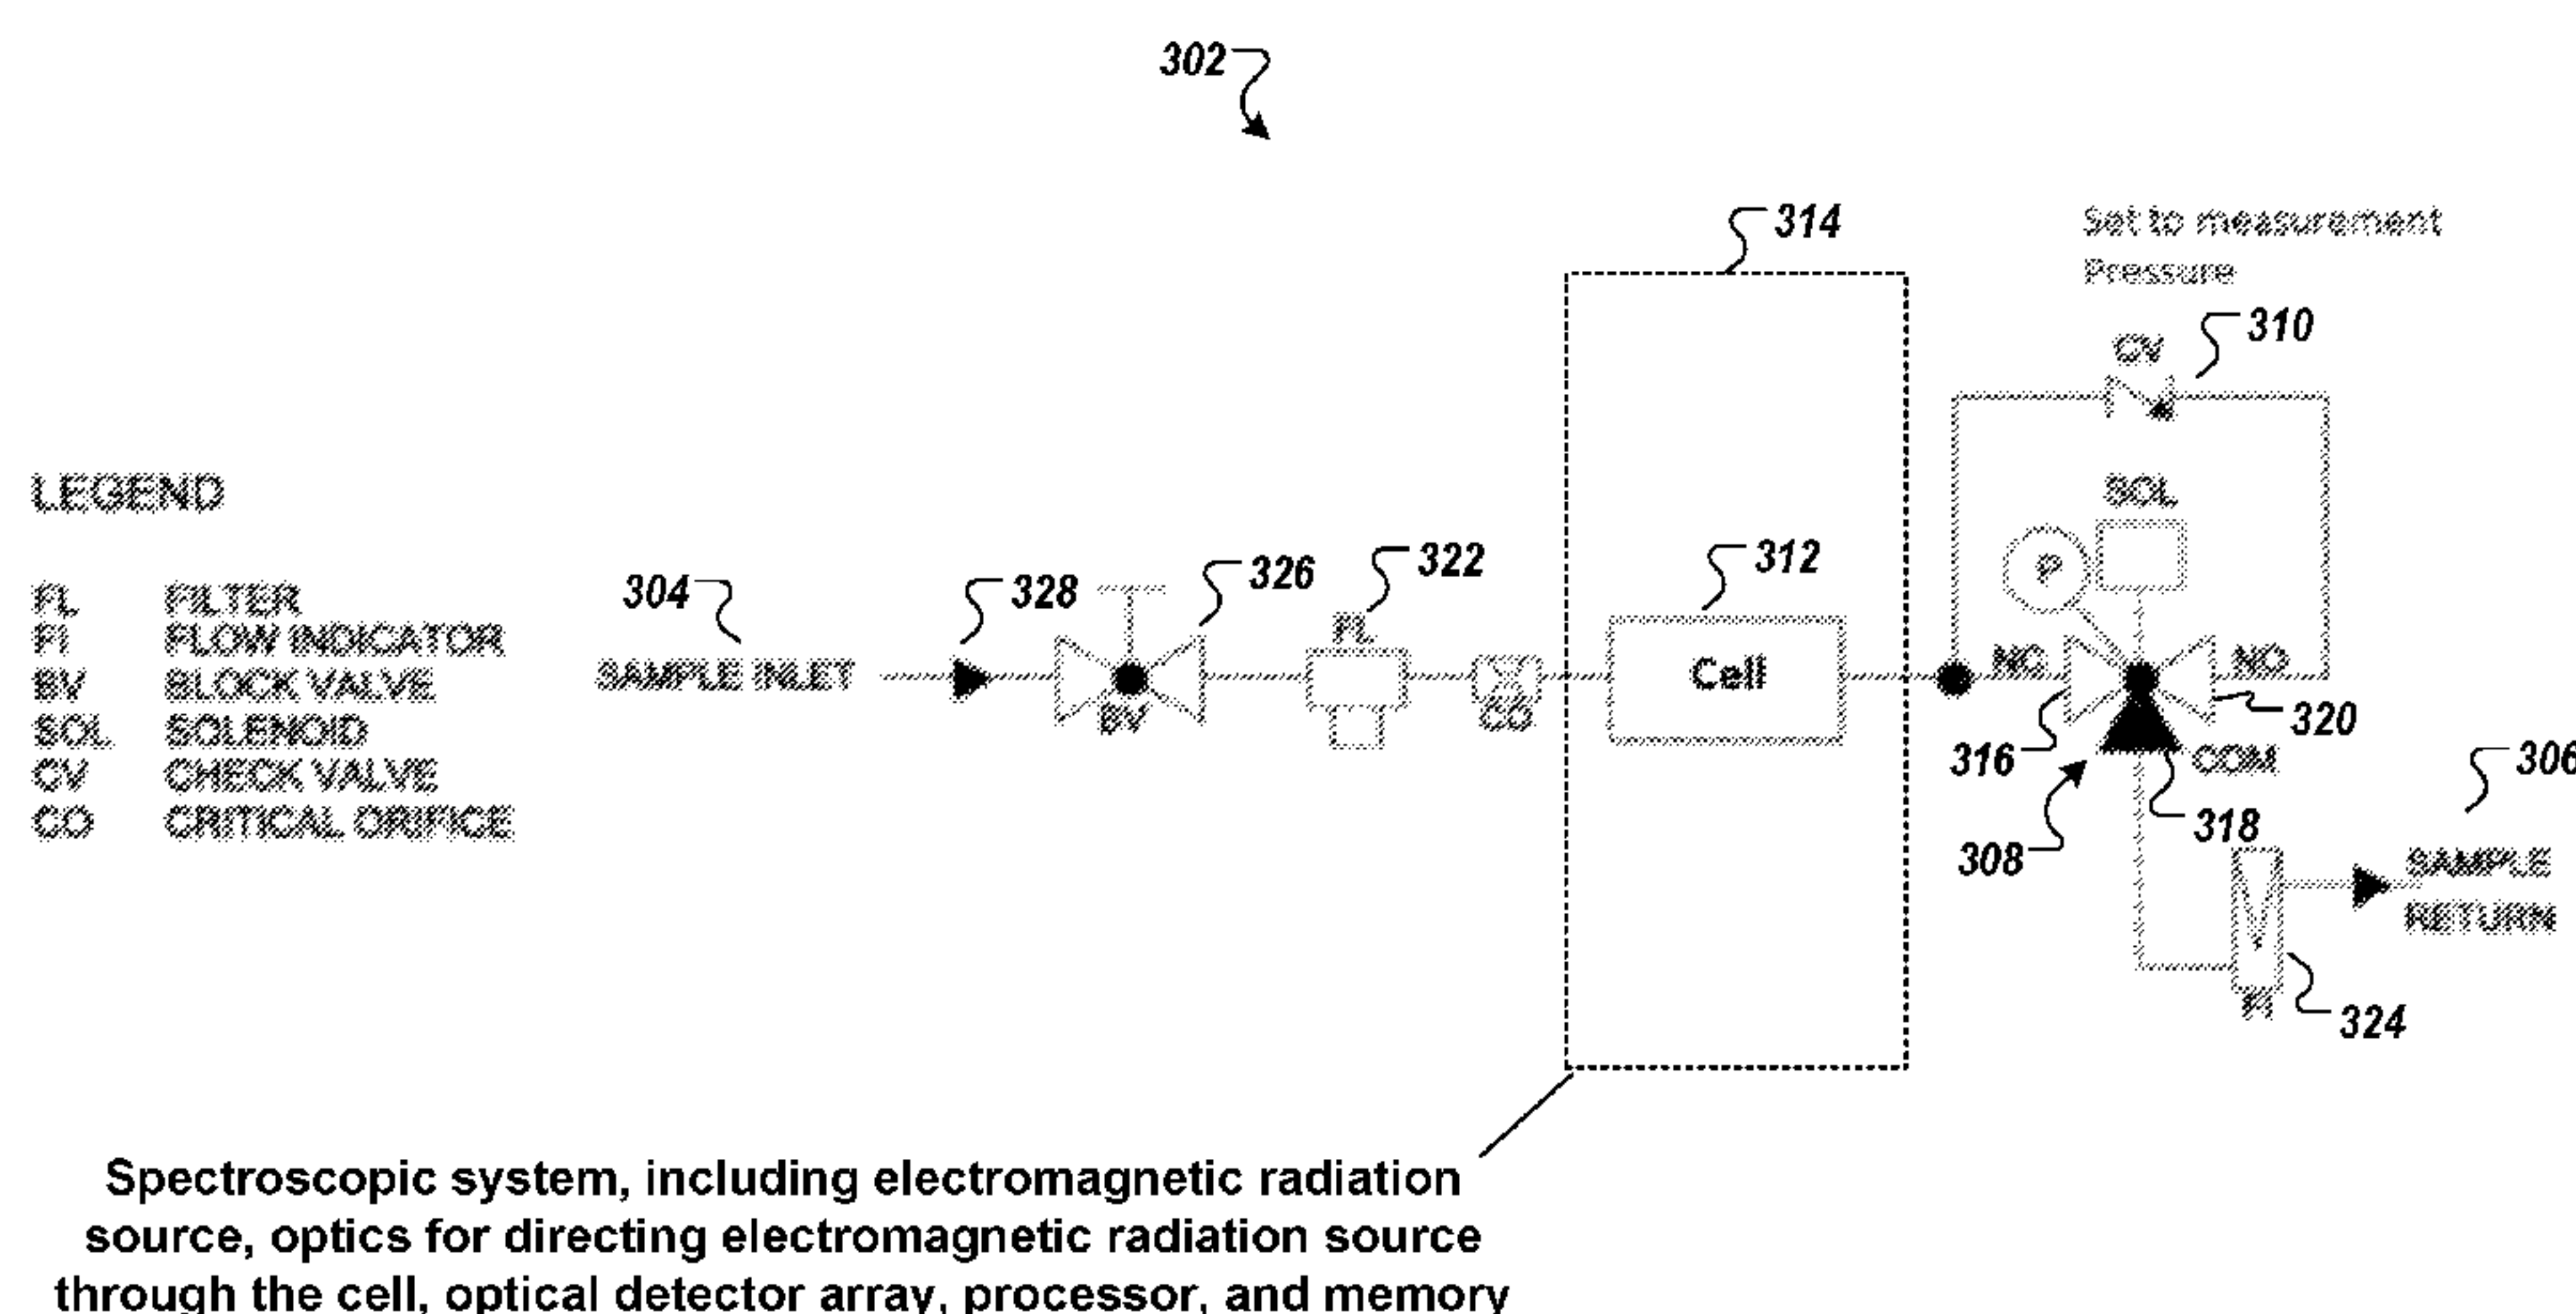 302
314
Set to measurement
Pressure
CV
310
LEGEND
FL FILTER
FI FLOW INDICATOR
BV BLOCK VALVE
SOL SOLENOID
CV CHECK VALVE
CO CRITICAL ORIFICE
304
SAMPLE INLET
328
326
BV
322
FL
CO
312
Cell
SOL
P
NC
NO
316
320
COM
318
308
306
SAMPLE
RETURN
FI
324
Spectroscopic system, including electromagnetic radiation
source, optics for directing electromagnetic radiation source
through the cell, optical detector array, processor, and memory